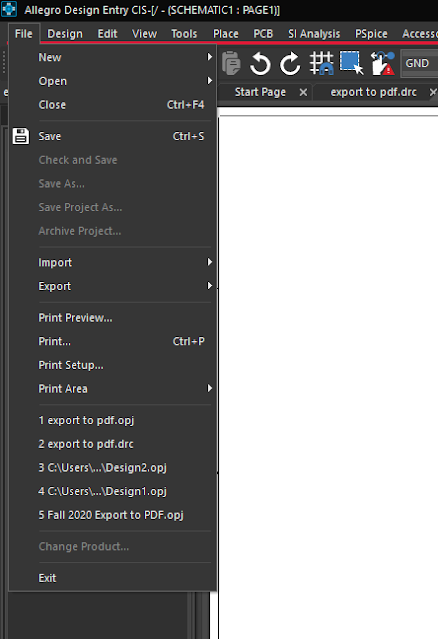 Allegro Design Entry CIS-[/ - (SCHEMATIC1 : PAGE1)]
File Design Edit View Tools Place PCB SI Analysis PSpice Accesso
GND
Start Page export to pdf.drc
New
Open
Close Ctrl+F4
Save Ctrl+S
Check and Save
Save As...
Save Project As...
Archive Project...
Import
Export
Print Preview...
Print... Ctrl+P
Print Setup...
Print Area
1 export to pdf.opj
2 export to pdf.drc
3 C:\Users\...\Design2.opj
4 C:\Users\...\Design1.opj
5 Fall 2020 Export to PDF.opj
Change Product...
Exit